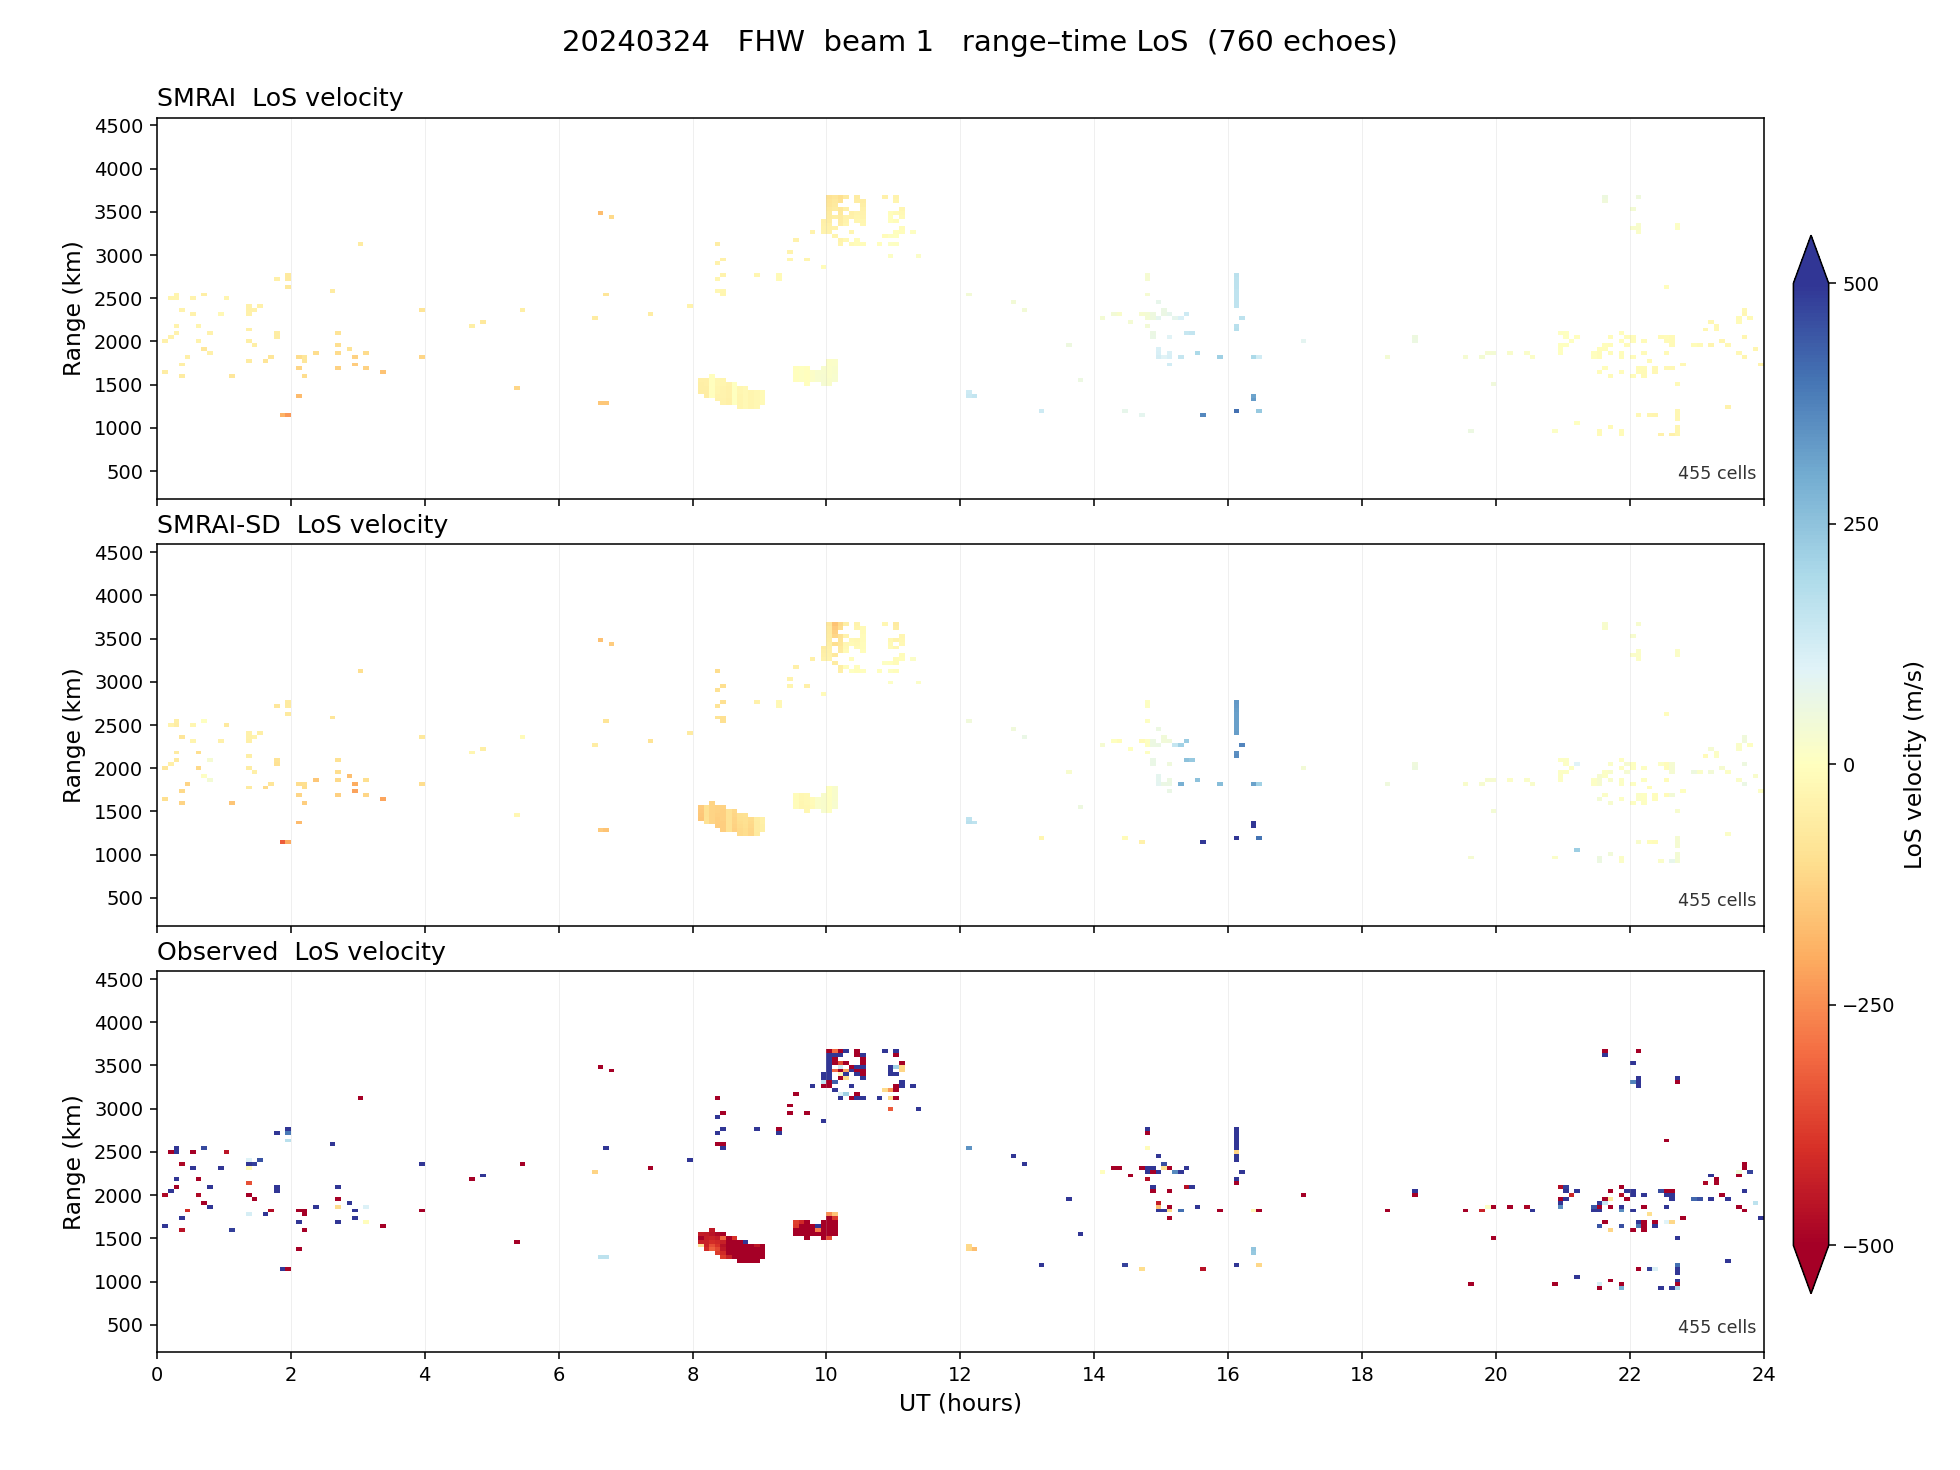 20240324   FHW  beam 1   range–time LoS  (760 echoes)
SMRAI  LoS velocity
4500
4000
3500
3000
2500
2000
1500
1000
500
Range (km)
455 cells
SMRAI-SD  LoS velocity
4500
4000
3500
3000
2500
2000
1500
1000
500
Range (km)
455 cells
Observed  LoS velocity
4500
4000
3500
3000
2500
2000
1500
1000
500
Range (km)
455 cells
0 2 4 6 8 10 12 14 16 18 20 22 24
UT (hours)
500
250
0
−250
−500
LoS velocity (m/s)